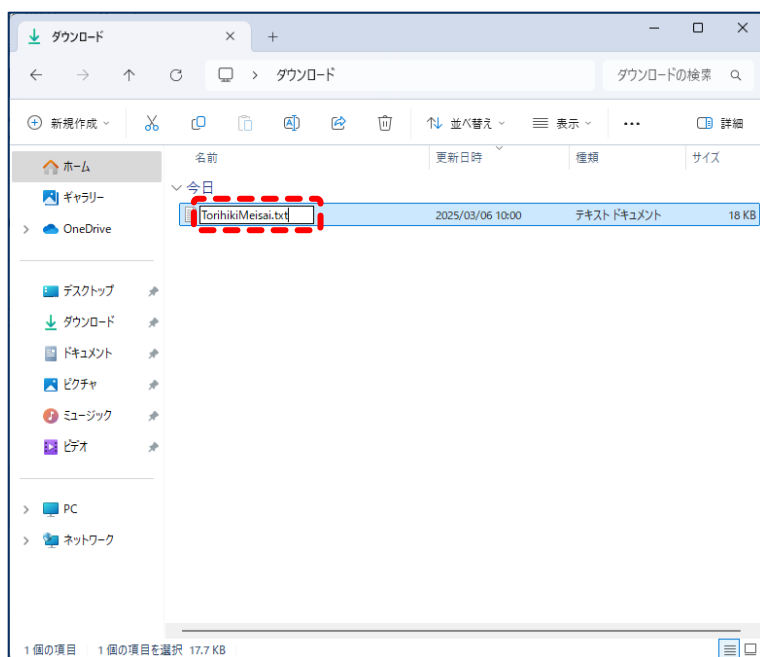 ダウンロード
ダウンロード
ダウンロードの検索
新規作成
並べ替え
表示
詳細
名前 更新日時 種類 サイズ
ホーム
ギャラリー
OneDrive
今日
TorihikiMeisai.txt 2025/03/06 10:00 テキスト ドキュメント 18 KB
デスクトップ
ダウンロード
ドキュメント
ピクチャ
ミュージック
ビデオ
PC
ネットワーク
1 個の項目 1 個の項目を選択 17.7 KB